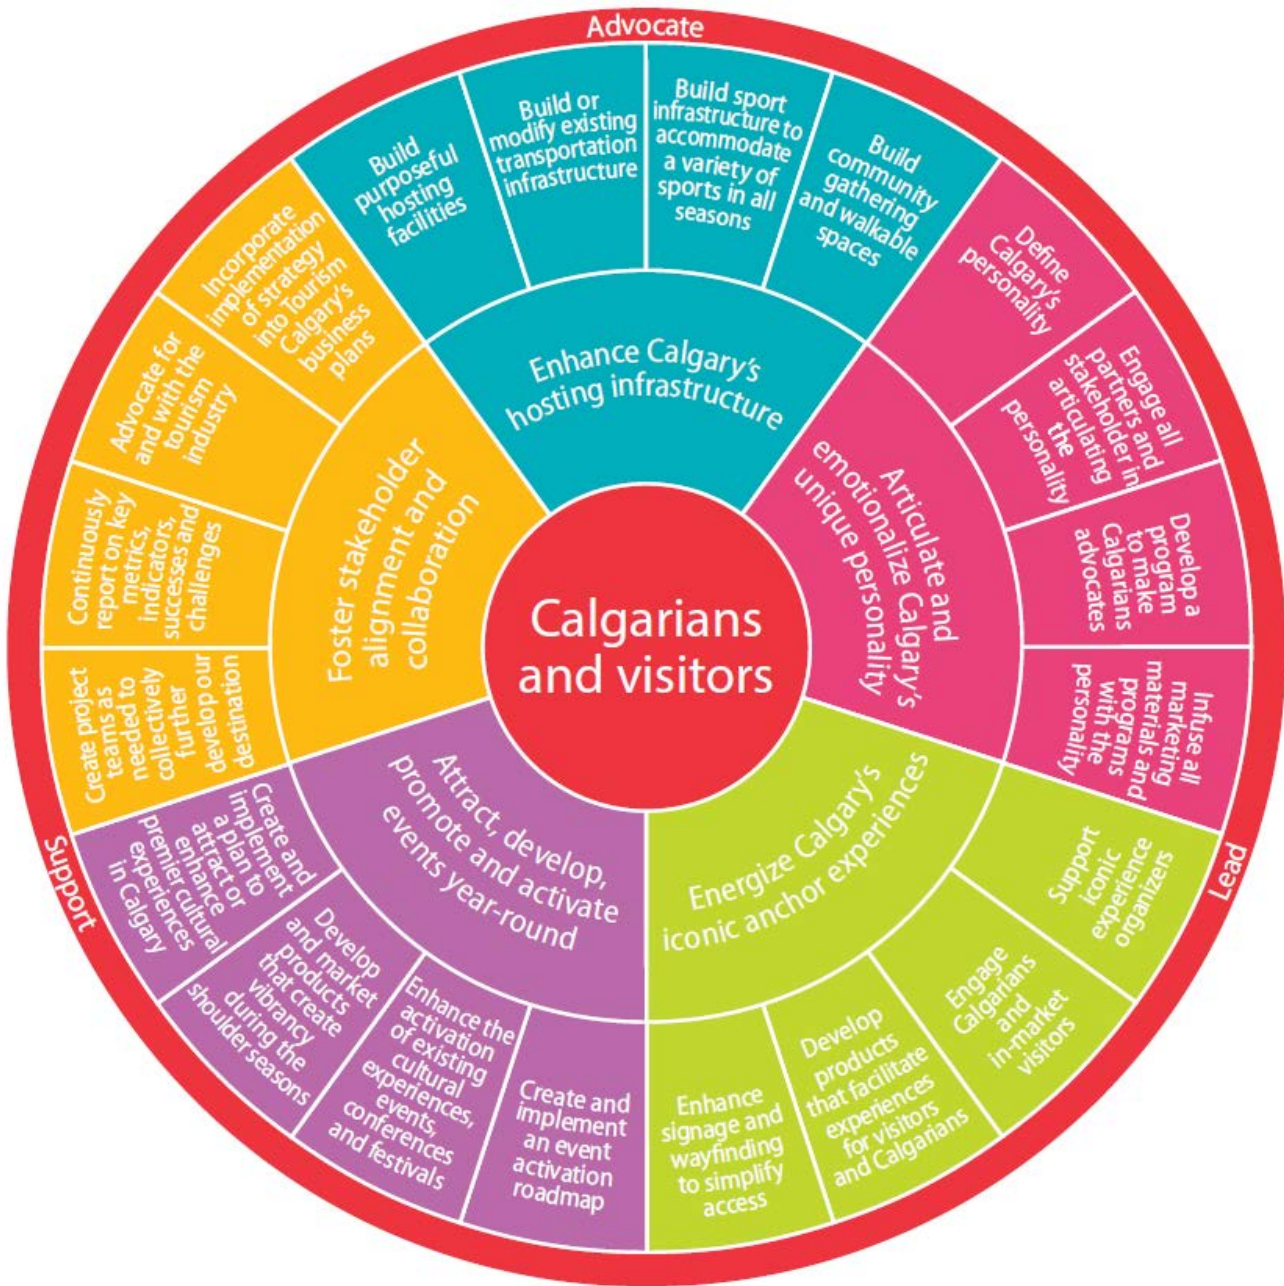 Advocate
Build
purposeful
hosting
facilities
Build or
modify existing
transportation
infrastructure
Build sport
infrastructure to
accommodate
a variety of
sports in all
seasons
Build
community
gathering
and walkable
spaces
Enhance Calgary's
hosting infrastructure
Define
Calgary's
personality
Engage all
partners and
stakeholder in
articulating
the
personality
Develop a
program
to make
Calgarians
advocates
Infuse all
marketing
materials and
programs
with the
personality
Articulate and
emotionalize Calgary's
unique personality
Lead
Support
iconic
experience
organizers
Engage
Calgarians
and
in-market
visitors
Develop
products
that facilitate
experiences
for visitors
and Calgarians
Enhance
signage and
wayfinding
to simplify
access
Energize Calgary's
iconic anchor experiences
Create and
implement
an event
activation
roadmap
Enhance the
activation
of existing
cultural
experiences,
events,
conferences
and festivals
Develop
and market
products
that create
vibrancy
during the
shoulder seasons
Create and
implement
a plan to
attract or
enhance
premier cultural
experiences
in Calgary
Attract, develop,
promote and activate
events year-round
Support
Create project
teams as
needed to
collectively
further
develop our
destination
Continuously
report on key
metrics,
indicators,
successes and
challenges
Advocate for
and with the
tourism
industry
Incorporate
implementation
of strategy
into Tourism
Calgary's
business
plans
Foster stakeholder
alignment and
collaboration
Calgarians
and visitors